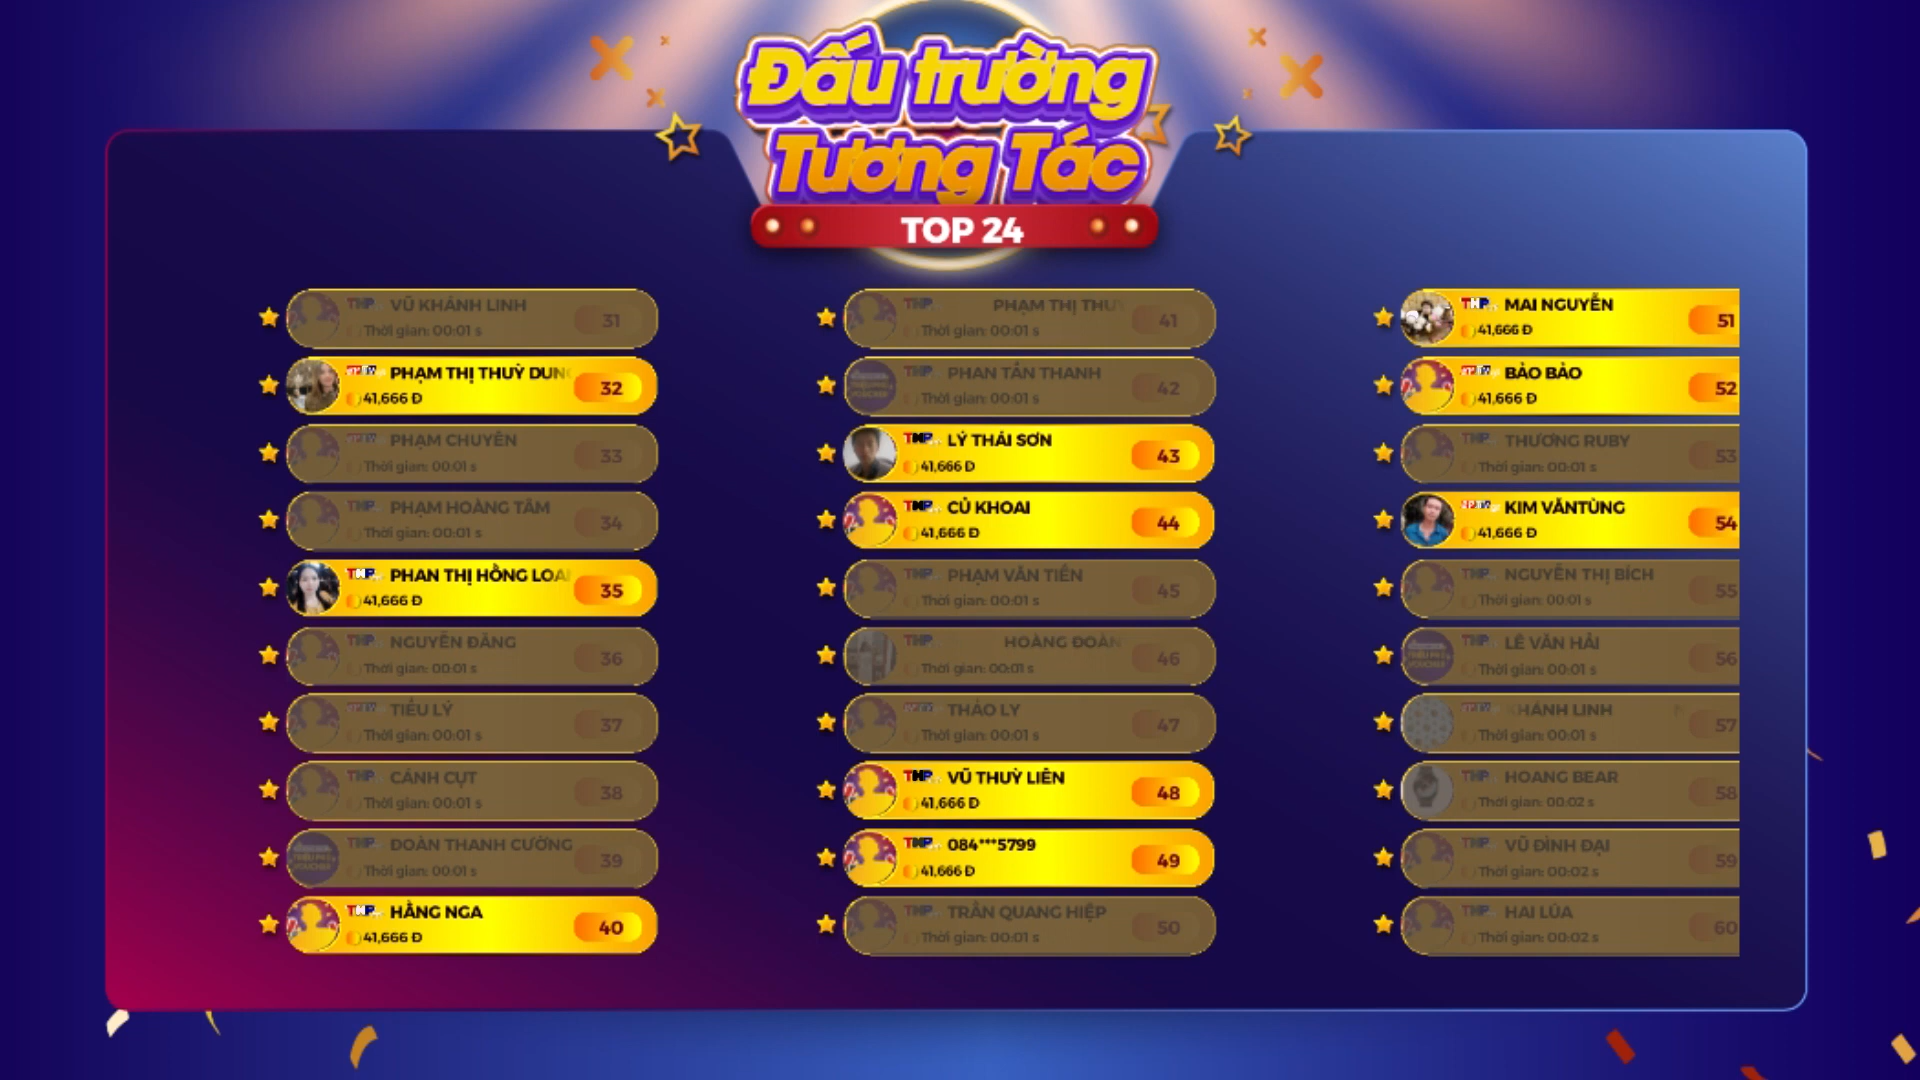 Đấu trường
Tương Tác
TOP 24
VŨ KHÁNH LINH
Thời gian: 00:01 s
31
PHẠM THỊ THUỲ DUN
41,666 Đ
32
PHẠM CHUYÊN
Thời gian: 00:01 s
33
PHẠM HOÀNG TÂM
Thời gian: 00:01 s
34
THP
PHAN THỊ HỒNG LOA
41,666 Đ
35
NGUYỄN ĐĂNG
Thời gian: 00:01 s
36
TIỂU LÝ
Thời gian: 00:01 s
37
THP
CÁNH CỤT
Thời gian: 00:01 s
38
THP
ĐOÀN THANH CƯỜNG
Thời gian: 00:01 s
39
THP
HẰNG NGA
41,666 Đ
40
THP
PHẠM THỊ THU
Thời gian: 00:01 s
41
THP
PHAN TẤN THANH
Thời gian: 00:01 s
42
THP
LÝ THÁI SƠN
41,666 Đ
43
THP
CỦ KHOAI
41,666 Đ
44
THP
PHẠM VĂN TIẾN
Thời gian: 00:01 s
45
THP
HOÀNG ĐOÀN
Thời gian: 00:01 s
46
THẢO LY
Thời gian: 00:01 s
47
THP
VŨ THUỲ LIÊN
41,666 Đ
48
THP
084***5799
41,666 Đ
49
THP
TRẦN QUANG HIỆP
Thời gian: 00:01 s
50
THP
MAI NGUYỄN
41,666 Đ
51
BẢO BẢO
41,666 Đ
52
THP
THƯƠNG RUBY
Thời gian: 00:01 s
53
KIM VĂNTÙNG
41,666 Đ
54
THP
NGUYỄN THỊ BÍCH
Thời gian: 00:01 s
55
THP
LÊ VĂN HẢI
Thời gian: 00:01 s
56
HÁNH LINH
Thời gian: 00:01 s
57
THP
HOANG BEAR
Thời gian: 00:02 s
58
THP
VŨ ĐÌNH ĐẠI
Thời gian: 00:02 s
59
THP
HAI LÚA
Thời gian: 00:02 s
60